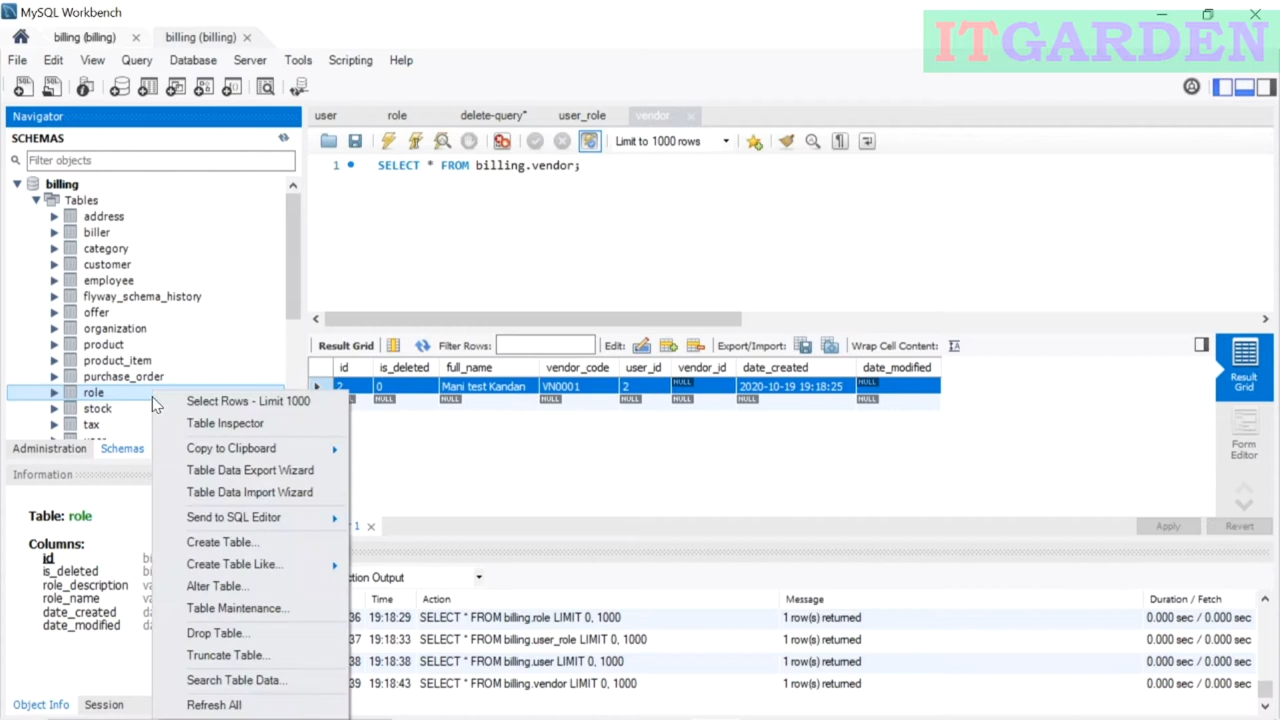 MySQL Workbench
ITGARDEN
billing (billing) billing (billing)
File Edit View Query Database Server Tools Scripting Help
Navigator
SCHEMAS
Filter objects
billing
Tables
address
biller
category
customer
employee
flyway_schema_history
offer
organization
product
product_item
purchase_order
role
stock
tax
Administration Schemas
Information
Table: role
Columns:
id
is_deleted
role_description
role_name
date_created
date_modified
Object Info Session
Select Rows - Limit 1000
Table Inspector
Copy to Clipboard
Table Data Export Wizard
Table Data Import Wizard
Send to SQL Editor
Create Table...
Create Table Like...
Alter Table...
Table Maintenance...
Drop Table...
Truncate Table...
Search Table Data...
Refresh All
user role delete-query* user_role vendor
Limit to 1000 rows
1 SELECT * FROM billing.vendor;
Result Grid Filter Rows: Edit: Export/Import: Wrap Cell Content:
id is_deleted full_name vendor_code user_id vendor_id date_created date_modified
2 0 Mani test Kandan VN0001 2 NULL 2020-10-19 19:18:25 NULL
NULL NULL NULL NULL NULL NULL NULL NULL
Result Grid
Form Editor
1 Apply Revert
ction Output
Time Action Message Duration / Fetch
36 19:18:29 SELECT * FROM billing.role LIMIT 0, 1000 1 row(s) returned 0.000 sec / 0.000 sec
37 19:18:33 SELECT * FROM billing.user_role LIMIT 0, 1000 1 row(s) returned 0.000 sec / 0.000 sec
38 19:18:38 SELECT * FROM billing.user LIMIT 0, 1000 1 row(s) returned 0.000 sec / 0.000 sec
39 19:18:43 SELECT * FROM billing.vendor LIMIT 0, 1000 1 row(s) returned 0.000 sec / 0.000 sec